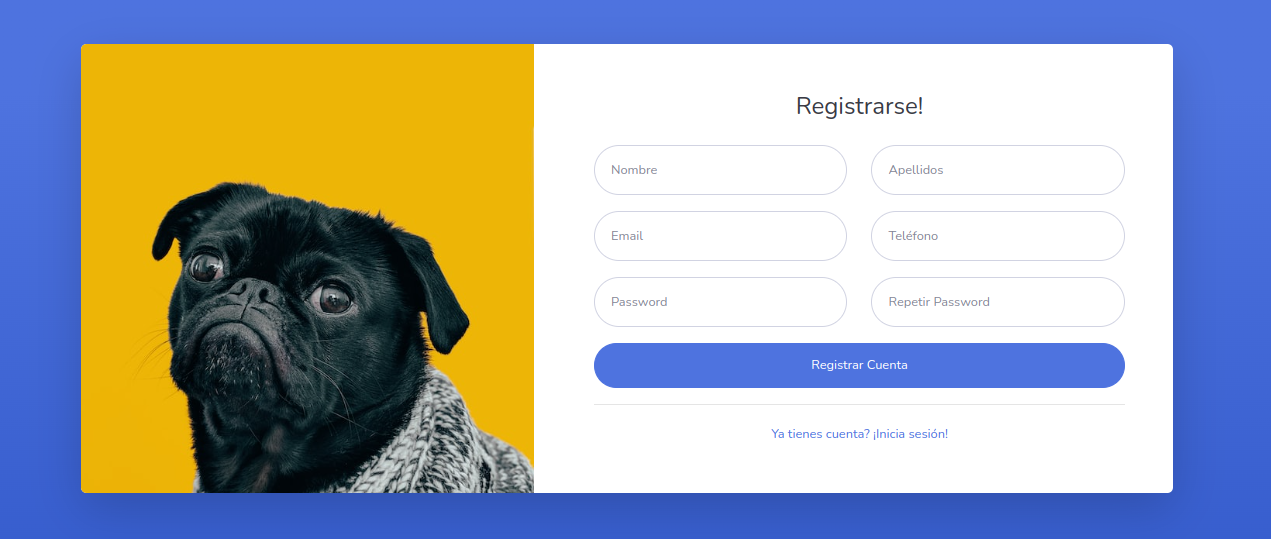 Registrarse!
Nombre
Apellidos
Email
Teléfono
Password
Repetir Password
Registrar Cuenta
Ya tienes cuenta? ¡Inicia sesión!